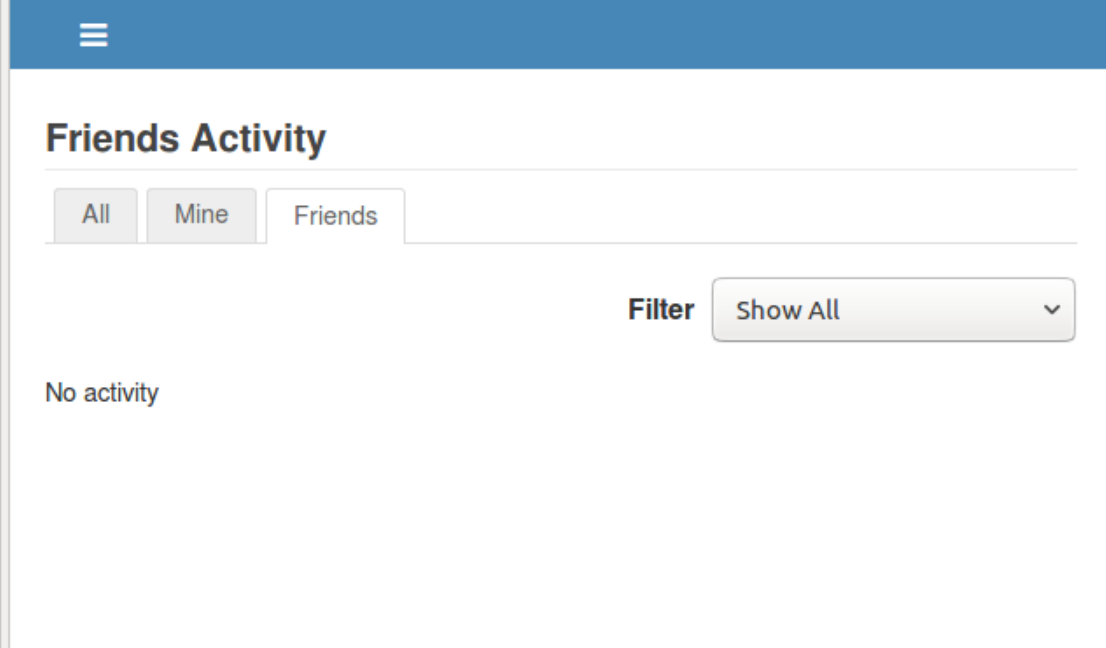 Friends Activity
All Mine Friends
Filter Show All
No activity